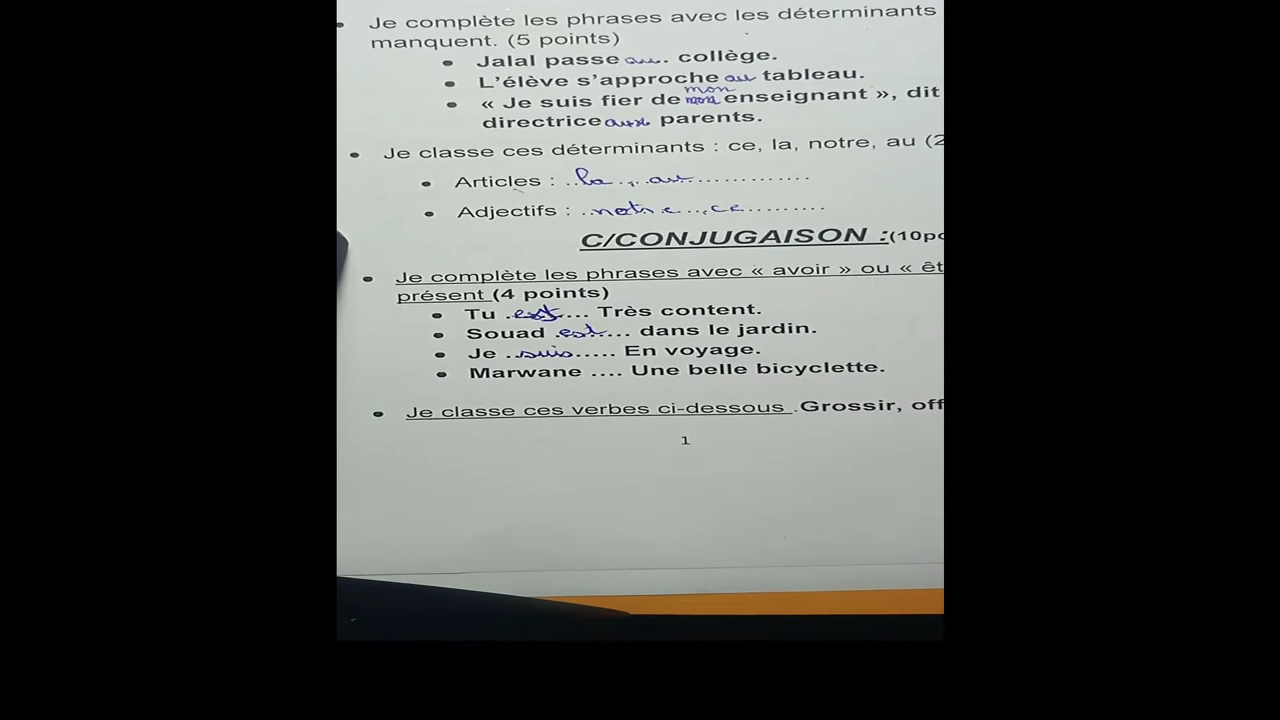 • Je complète les phrases avec les déterminants
manquent. (5 points)
• Jalal passe au. collège.
• L'élève s'approche au tableau.
• « Je suis fier de mon enseignant », dit
directrice aux parents.
• Je classe ces déterminants : ce, la, notre, au (2
• Articles : ..la..,..au...............
• Adjectifs : ..notre...,ce.........
C/CONJUGAISON :(10po
• Je complète les phrases avec « avoir » ou « êt
présent (4 points)
• Tu .est.... Très content.
• Souad .est.... dans le jardin.
• Je ..suis..... En voyage.
• Marwane .... Une belle bicyclette.
• Je classe ces verbes ci-dessous .Grossir, off
1